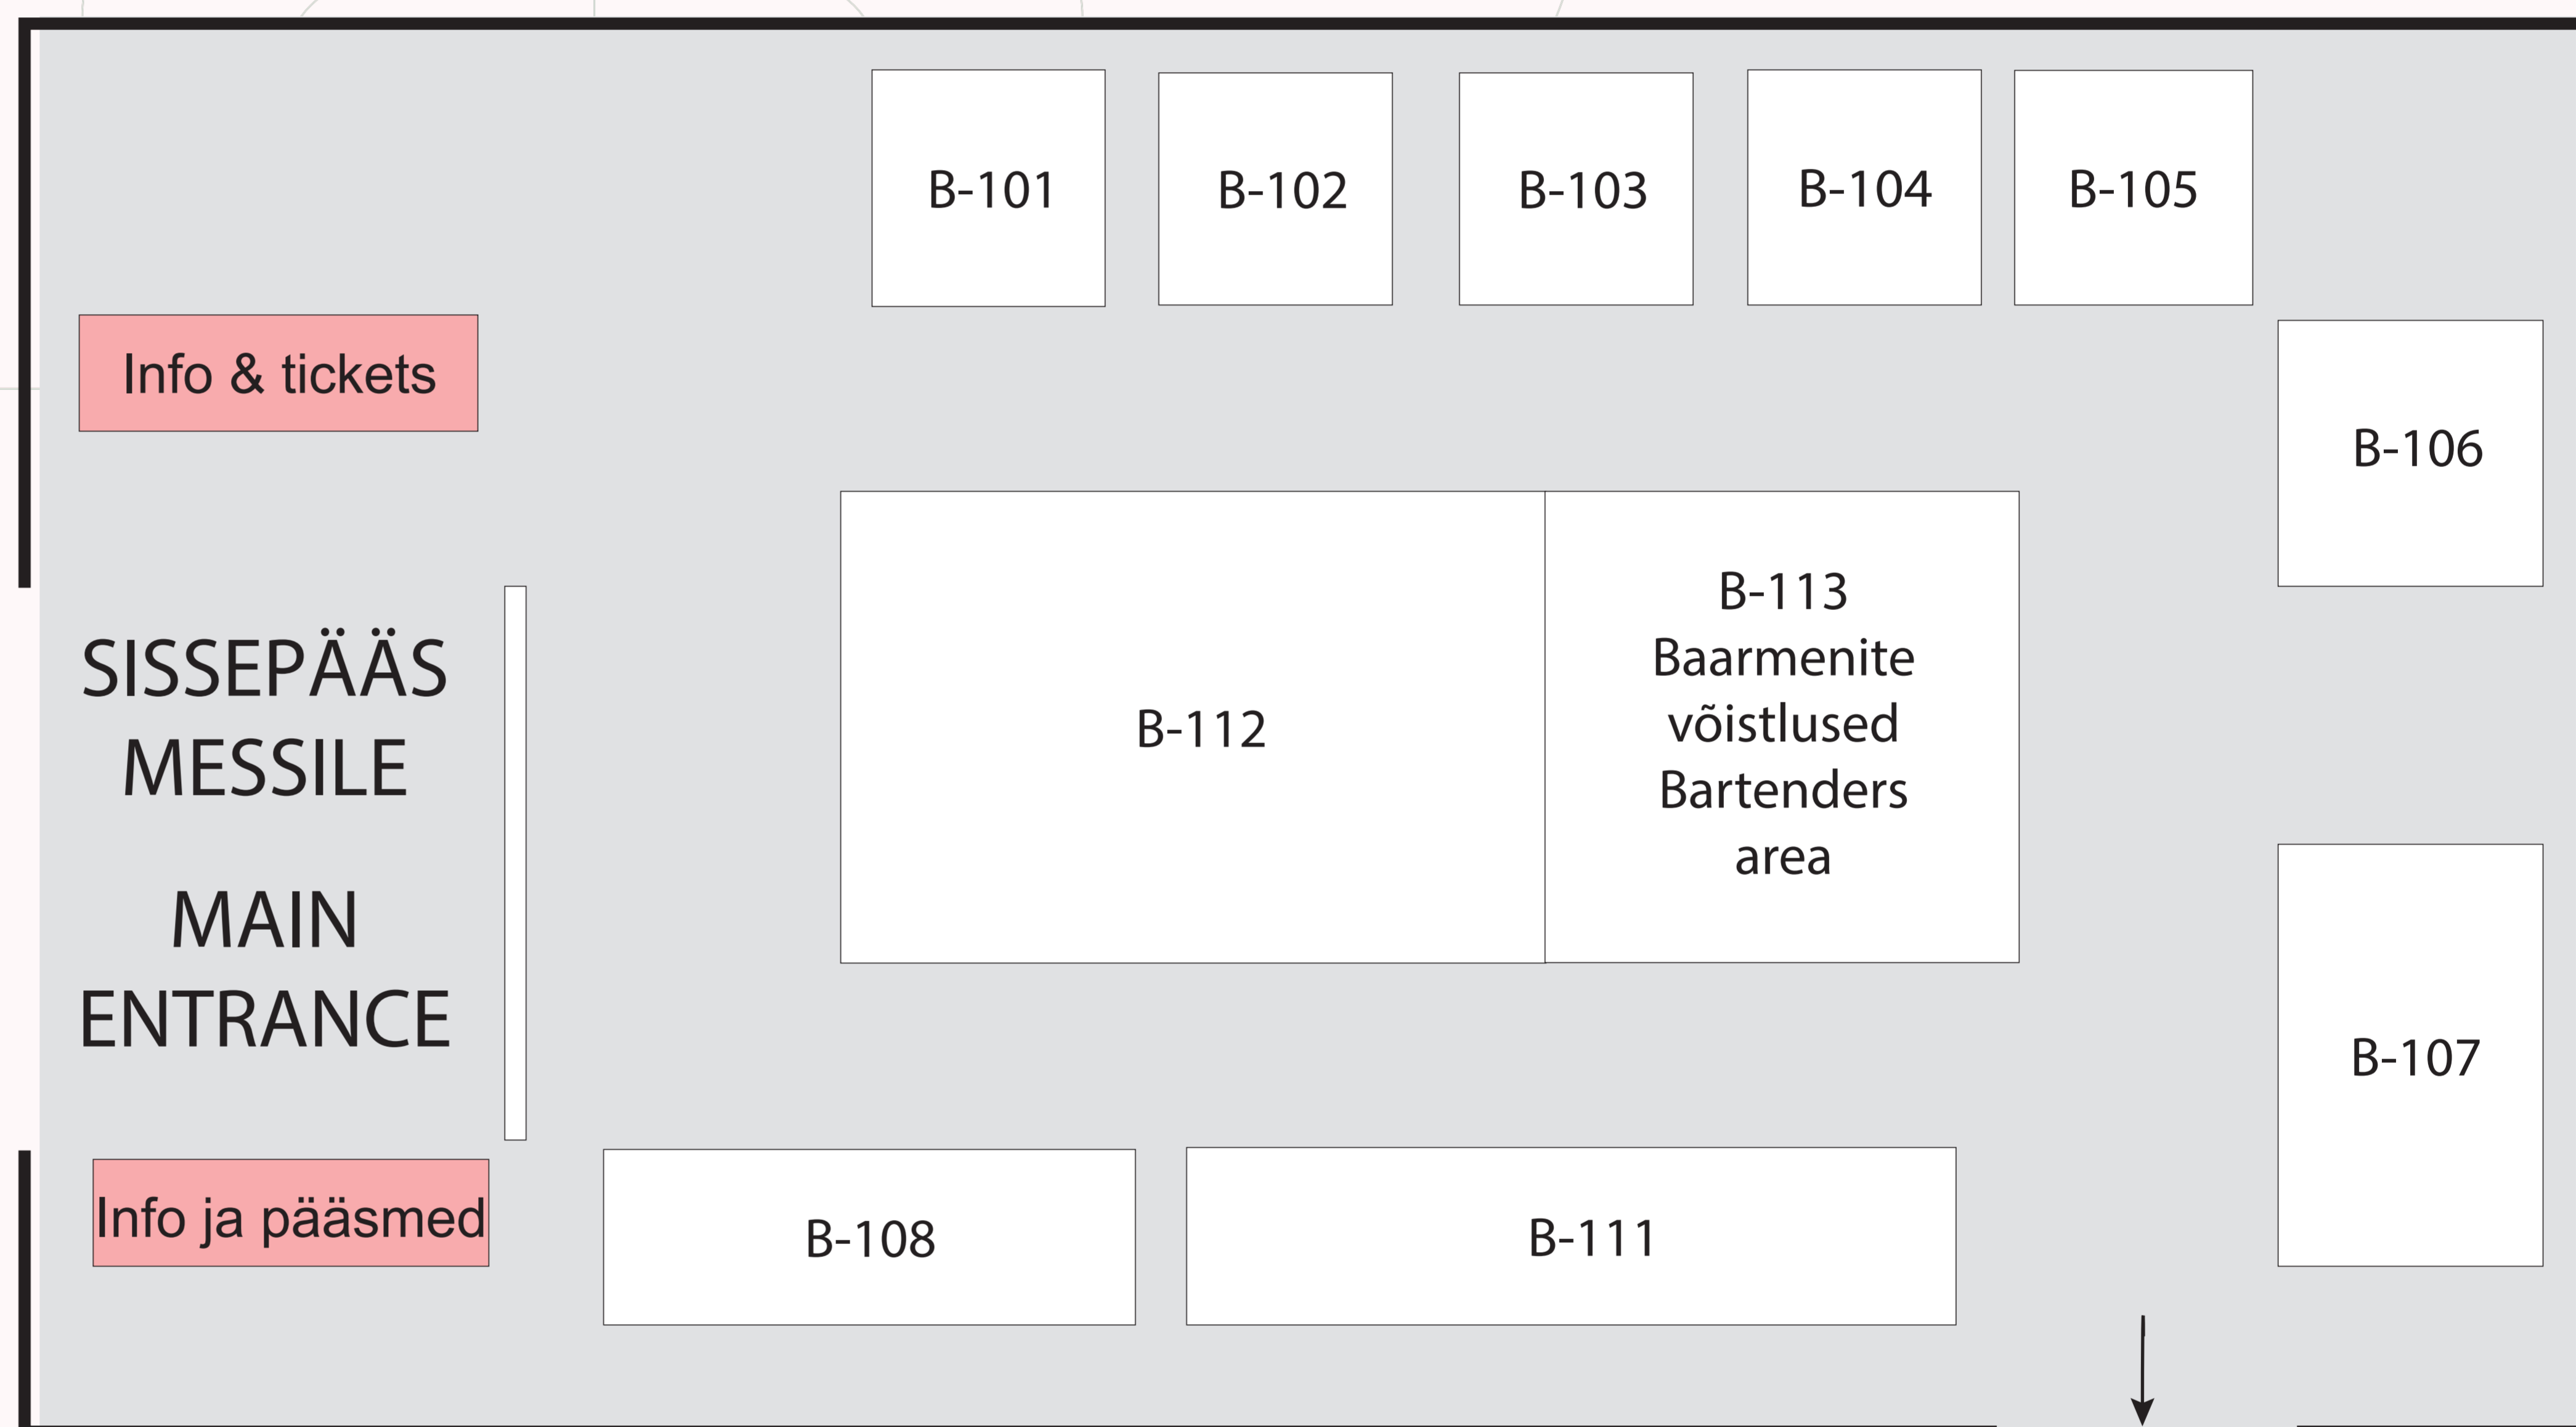 B-101
B-102
B-103
B-104
B-105
Info & tickets
B-106
SISSEPÄÄS
MESSILE
MAIN
ENTRANCE
B-112
B-113
Baarmenite
võistlused
Bartenders
area
B-107
Info ja pääsmed
B-108
B-111